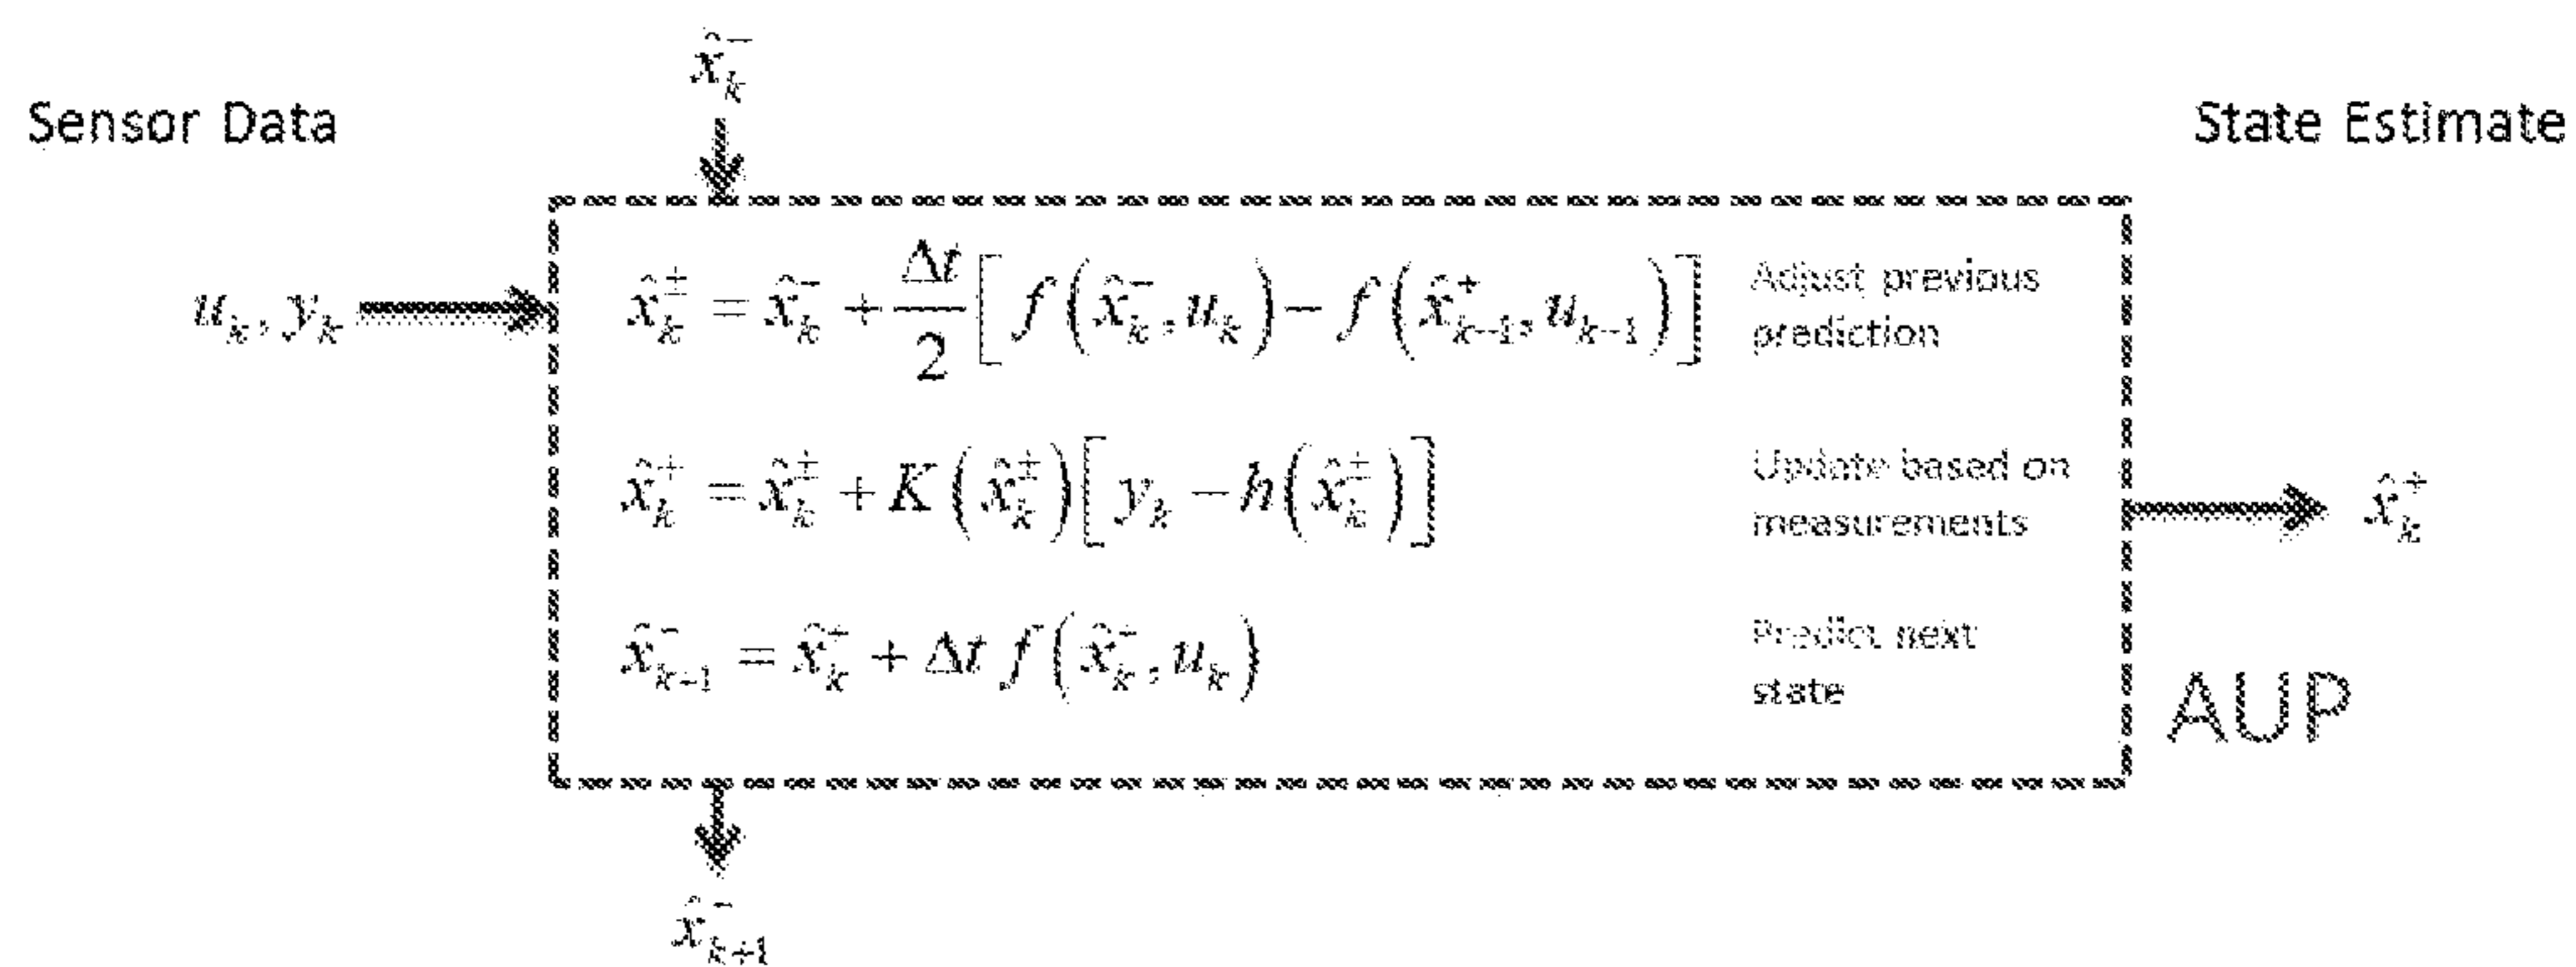 x̂ₖ⁻
Sensor Data
State Estimate
uₖ, yₖ
x̂ₖ^± = x̂ₖ⁻ + Δt/2 [ f(x̂ₖ⁻, uₖ) − f(x̂ₖ₋₁⁺, uₖ₋₁) ]
Adjust previous
prediction
x̂ₖ⁺ = x̂ₖ^± + K(x̂ₖ^±)[ yₖ − h(x̂ₖ^±) ]
Update based on
measurements
x̂ₖ⁺
x̂ₖ₊₁⁻ = x̂ₖ⁺ + Δt f(x̂ₖ⁺, uₖ)
Predict next
state
AUP
x̂ₖ₊₁⁻